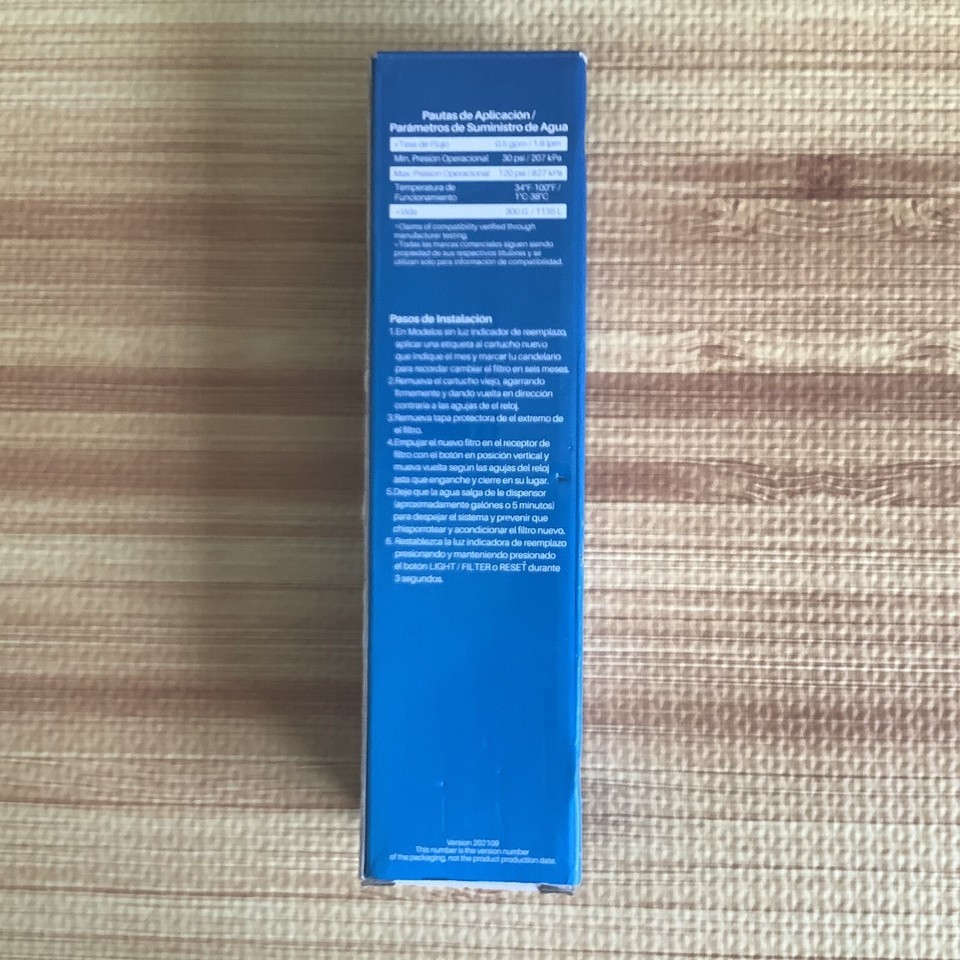 Pautas de Aplicación /
Parámetros de Suministro de Agua
•Tasa de Flujo 0.5 gpm / 1.9 lpm
Min. Presión Operacional 30 psi / 207 kPa
Max. Presión Operacional 120 psi / 827 kPa
Temperatura de Funcionamiento 34°F-100°F / 1°C-38°C
•Vida 300 G. / 1136 L
•Claims of compatibility verified through
manufacturer testing.
•Todas las marcas comerciales siguen siendo
propiedad de sus respectivos titulares y se
utilizan solo para información de compatibilidad.
Pasos de Instalación
1.En Modelos sin luz indicador de reemplazo,
aplicar una etiqueta al cartucho nuevo
que indique el mes y marcar tu candelario
para recordar cambiar el filtro en seis meses.
2.Remueva el cartucho viejo, agarrando
firmemente y dando vuelta en dirección
contraria a las agujas de el reloj.
3.Remueva tapa protectora de el extremo de
el filtro.
4.Empujar el nuevo fitro en el receptor de
filtro con el botón en posición vertical y
mueva vuelta según las agujas del reloj
asta que enganche y cierre en su lugar.
5.Deje que la agua salga de le dispensor
(aproximadamente galónes o 5 minutos)
para despejar el sistema y prevenir que
chisporrotear y acondicionar el filtro nuevo.
6. Restablezca la luz indicadora de reemplazo
presionando y manteniendo presionado
el botón LIGHT / FILTER o RESET durante
3 segundos.
Version 202109
This number is the version number
of the packaging, not the product production date.